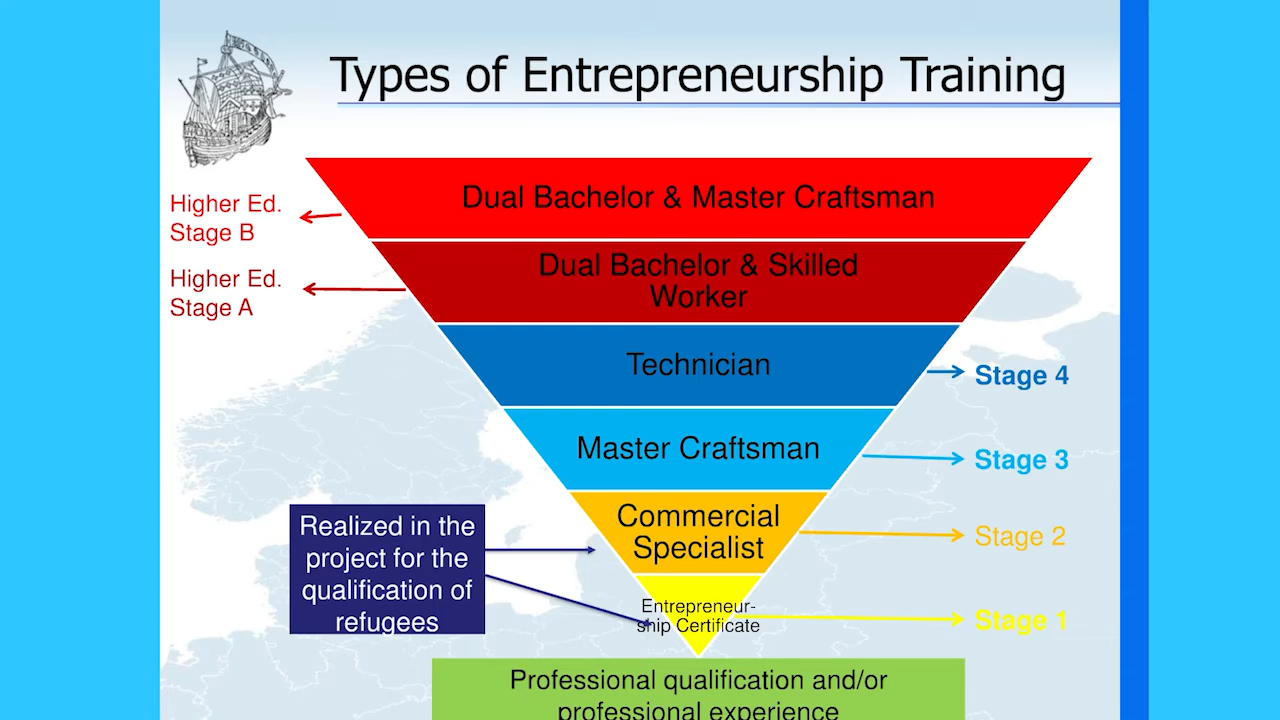 Types of Entrepreneurship Training
Dual Bachelor & Master Craftsman
Higher Ed.
Stage B
Dual Bachelor & Skilled
Worker
Higher Ed.
Stage A
Technician
Stage 4
Master Craftsman
Stage 3
Commercial
Specialist
Stage 2
Realized in the
project for the
qualification of
refugees
Entrepreneur-
ship Certificate
Stage 1
Professional qualification and/or
professional experience